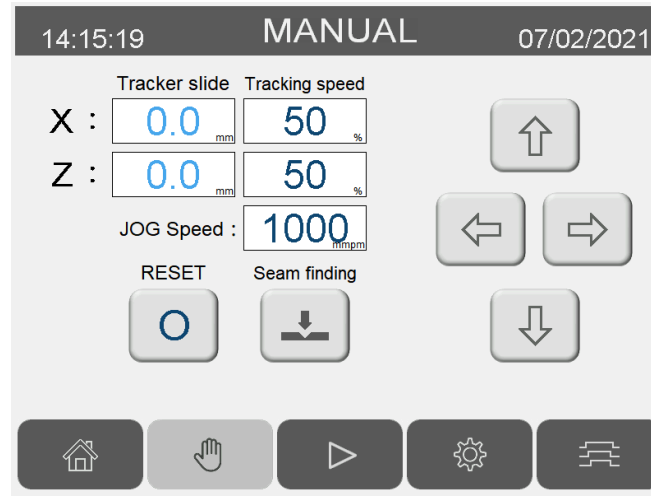 14:15:19 MANUAL 07/02/2021
Tracker slide Tracking speed
X : 0.0 mm 50 %
Z : 0.0 mm 50 %
JOG Speed : 1000 mmpm
RESET Seam finding
O